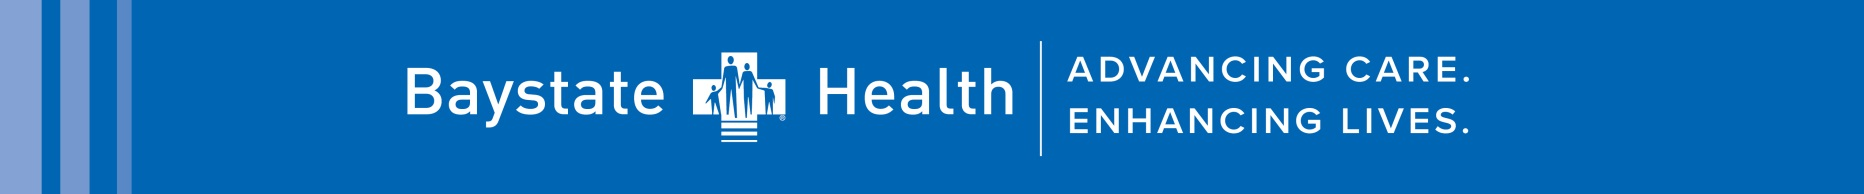 Baystate Health
ADVANCING CARE.
ENHANCING LIVES.